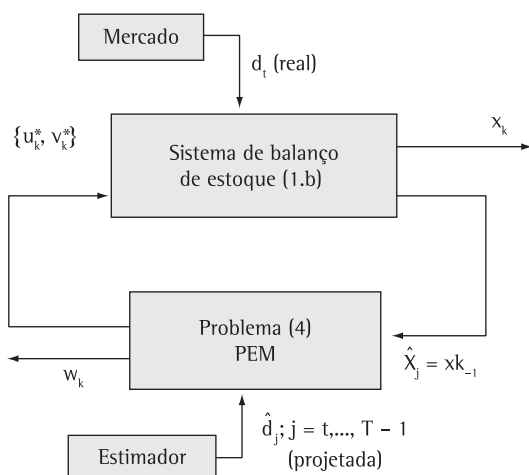 Mercado
d_t (real)
{u*_k, v*_k}
x_k
Sistema de balanço
de estoque (1.b)
Problema (4)
PEM
X̂_j = xk_-1
w_k
d̂_j; j = t,..., T – 1
(projetada)
Estimador